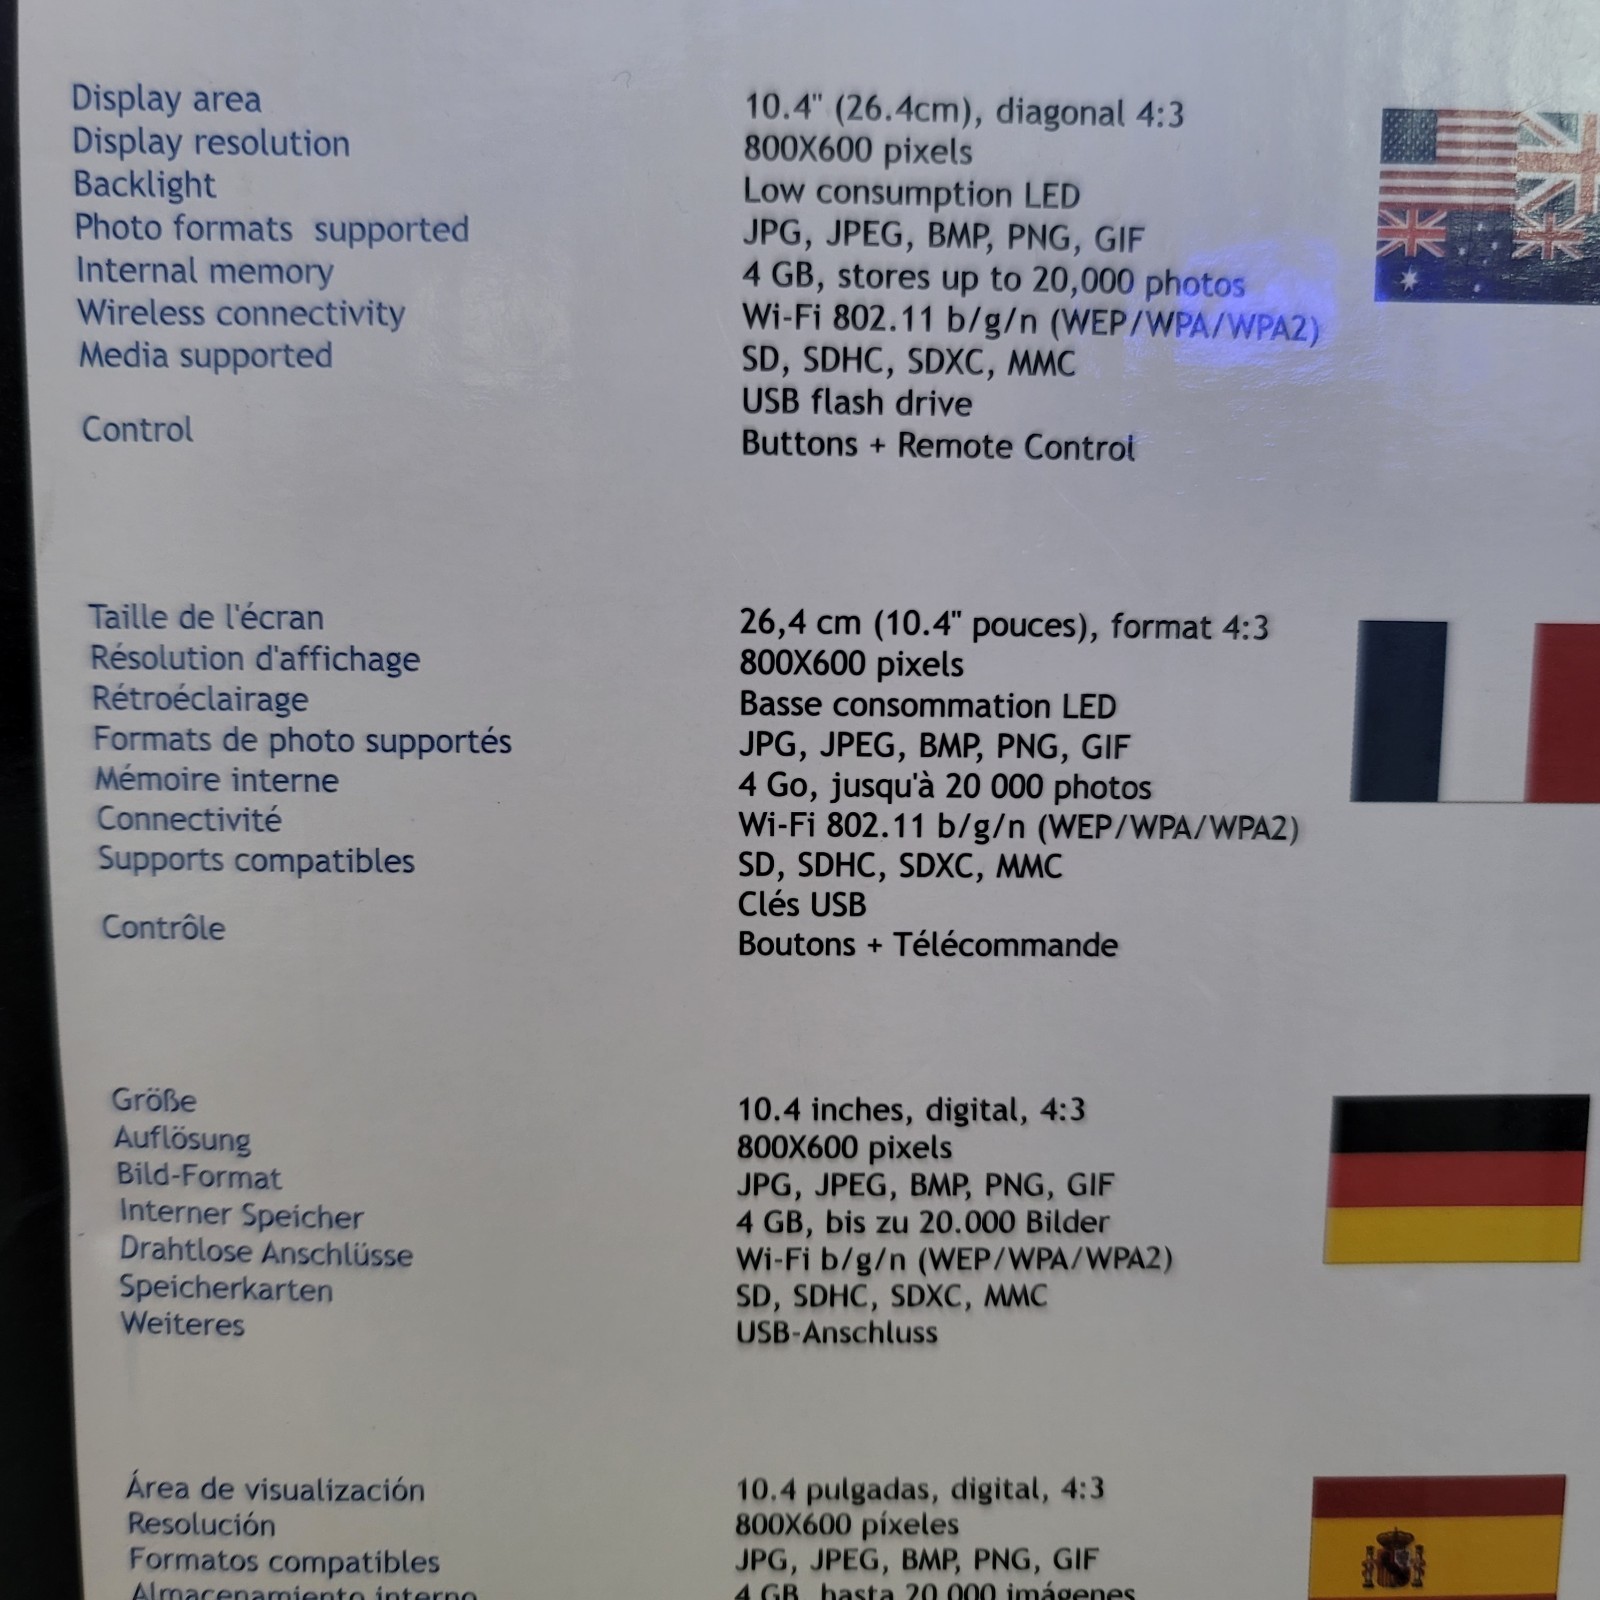 Display area 10.4" (26.4cm), diagonal 4:3
Display resolution 800X600 pixels
Backlight Low consumption LED
Photo formats supported JPG, JPEG, BMP, PNG, GIF
Internal memory 4 GB, stores up to 20,000 photos
Wireless connectivity Wi-Fi 802.11 b/g/n (WEP/WPA/WPA2)
Media supported SD, SDHC, SDXC, MMC
USB flash drive
Control Buttons + Remote Control
Taille de l'écran 26,4 cm (10.4" pouces), format 4:3
Résolution d'affichage 800X600 pixels
Rétroéclairage Basse consommation LED
Formats de photo supportés JPG, JPEG, BMP, PNG, GIF
Mémoire interne 4 Go, jusqu'à 20 000 photos
Connectivité Wi-Fi 802.11 b/g/n (WEP/WPA/WPA2)
Supports compatibles SD, SDHC, SDXC, MMC
Clés USB
Contrôle Boutons + Télécommande
Größe 10.4 inches, digital, 4:3
Auflösung 800X600 pixels
Bild-Format JPG, JPEG, BMP, PNG, GIF
Interner Speicher 4 GB, bis zu 20.000 Bilder
Drahtlose Anschlüsse Wi-Fi b/g/n (WEP/WPA/WPA2)
Speicherkarten SD, SDHC, SDXC, MMC
Weiteres USB-Anschluss
Área de visualización 10.4 pulgadas, digital, 4:3
Resolución 800X600 píxeles
Formatos compatibles JPG, JPEG, BMP, PNG, GIF
Almacenamiento interno 4 GB, hasta 20.000 imágenes